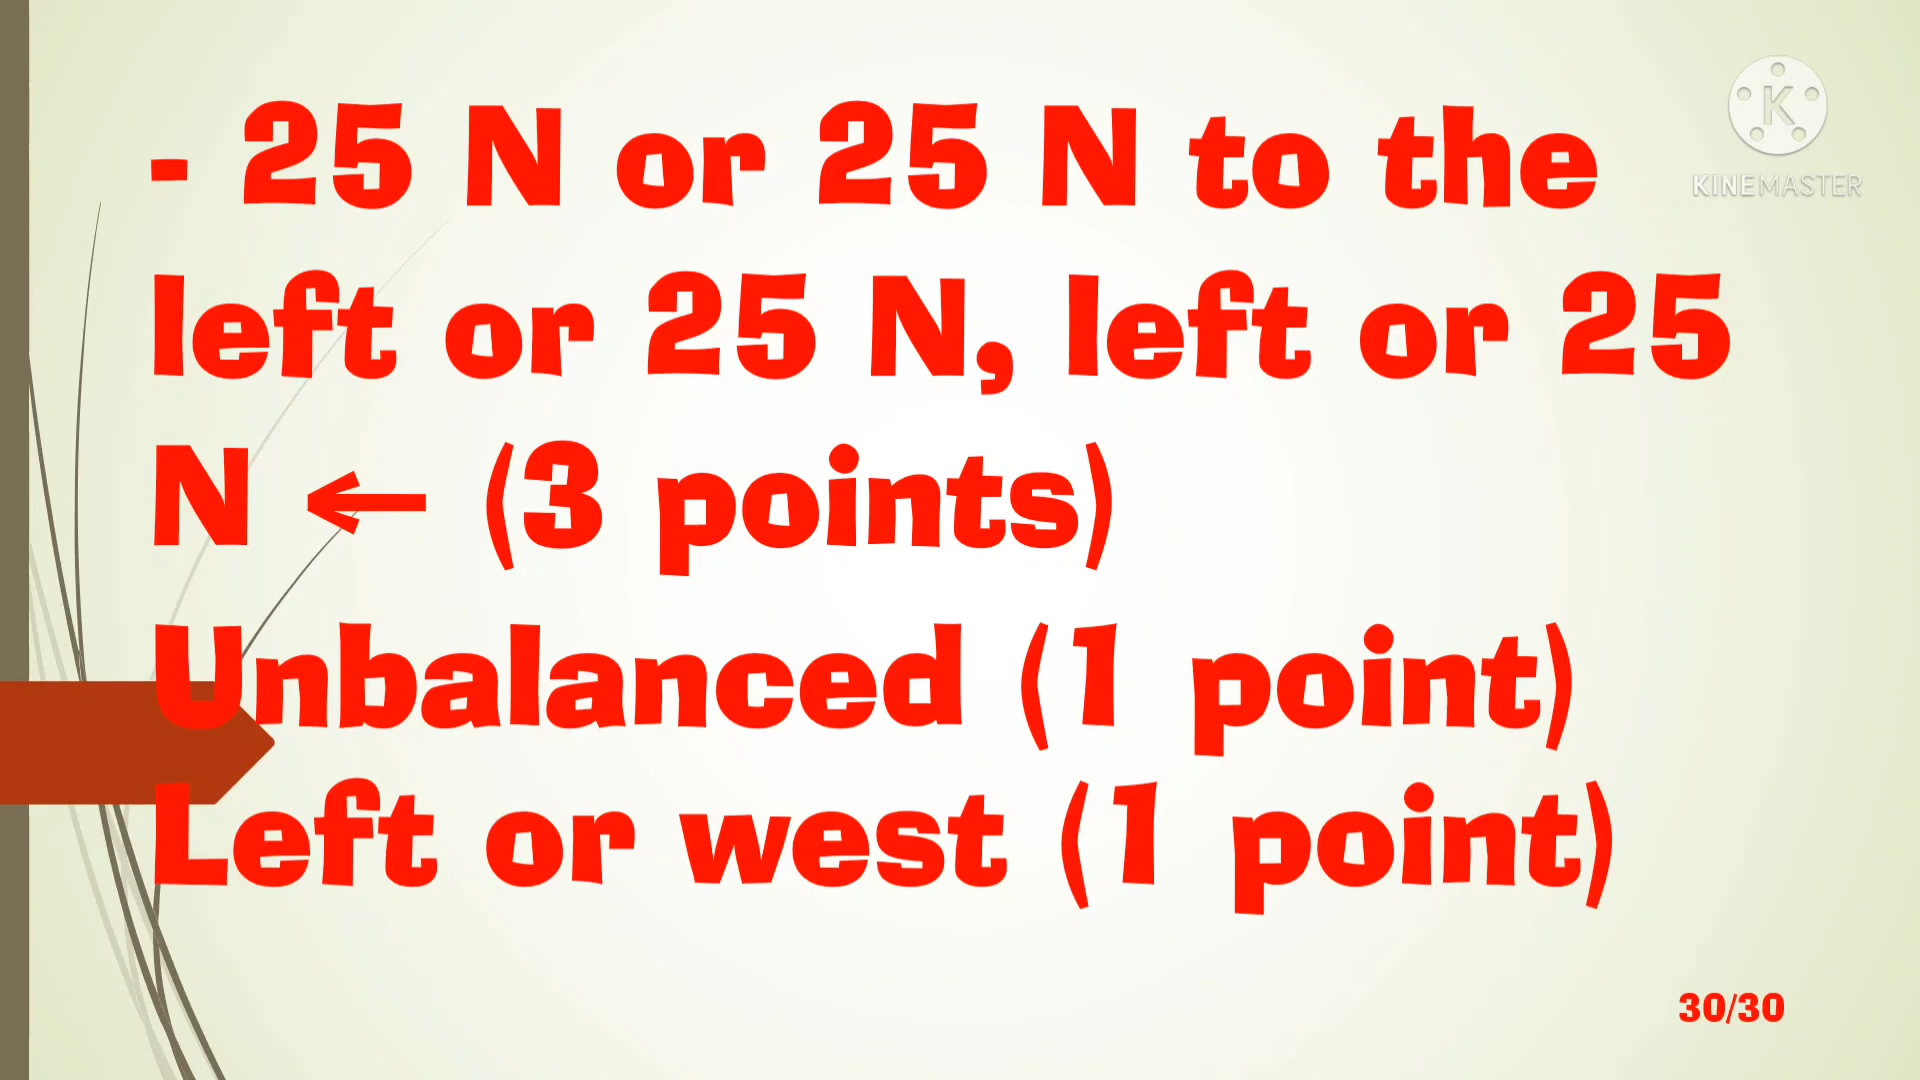 - 25 N or 25 N to the
left or 25 N, left or 25
N ← (3 points)
Unbalanced (1 point)
Left or west (1 point)
30/30
K
KINEMASTER